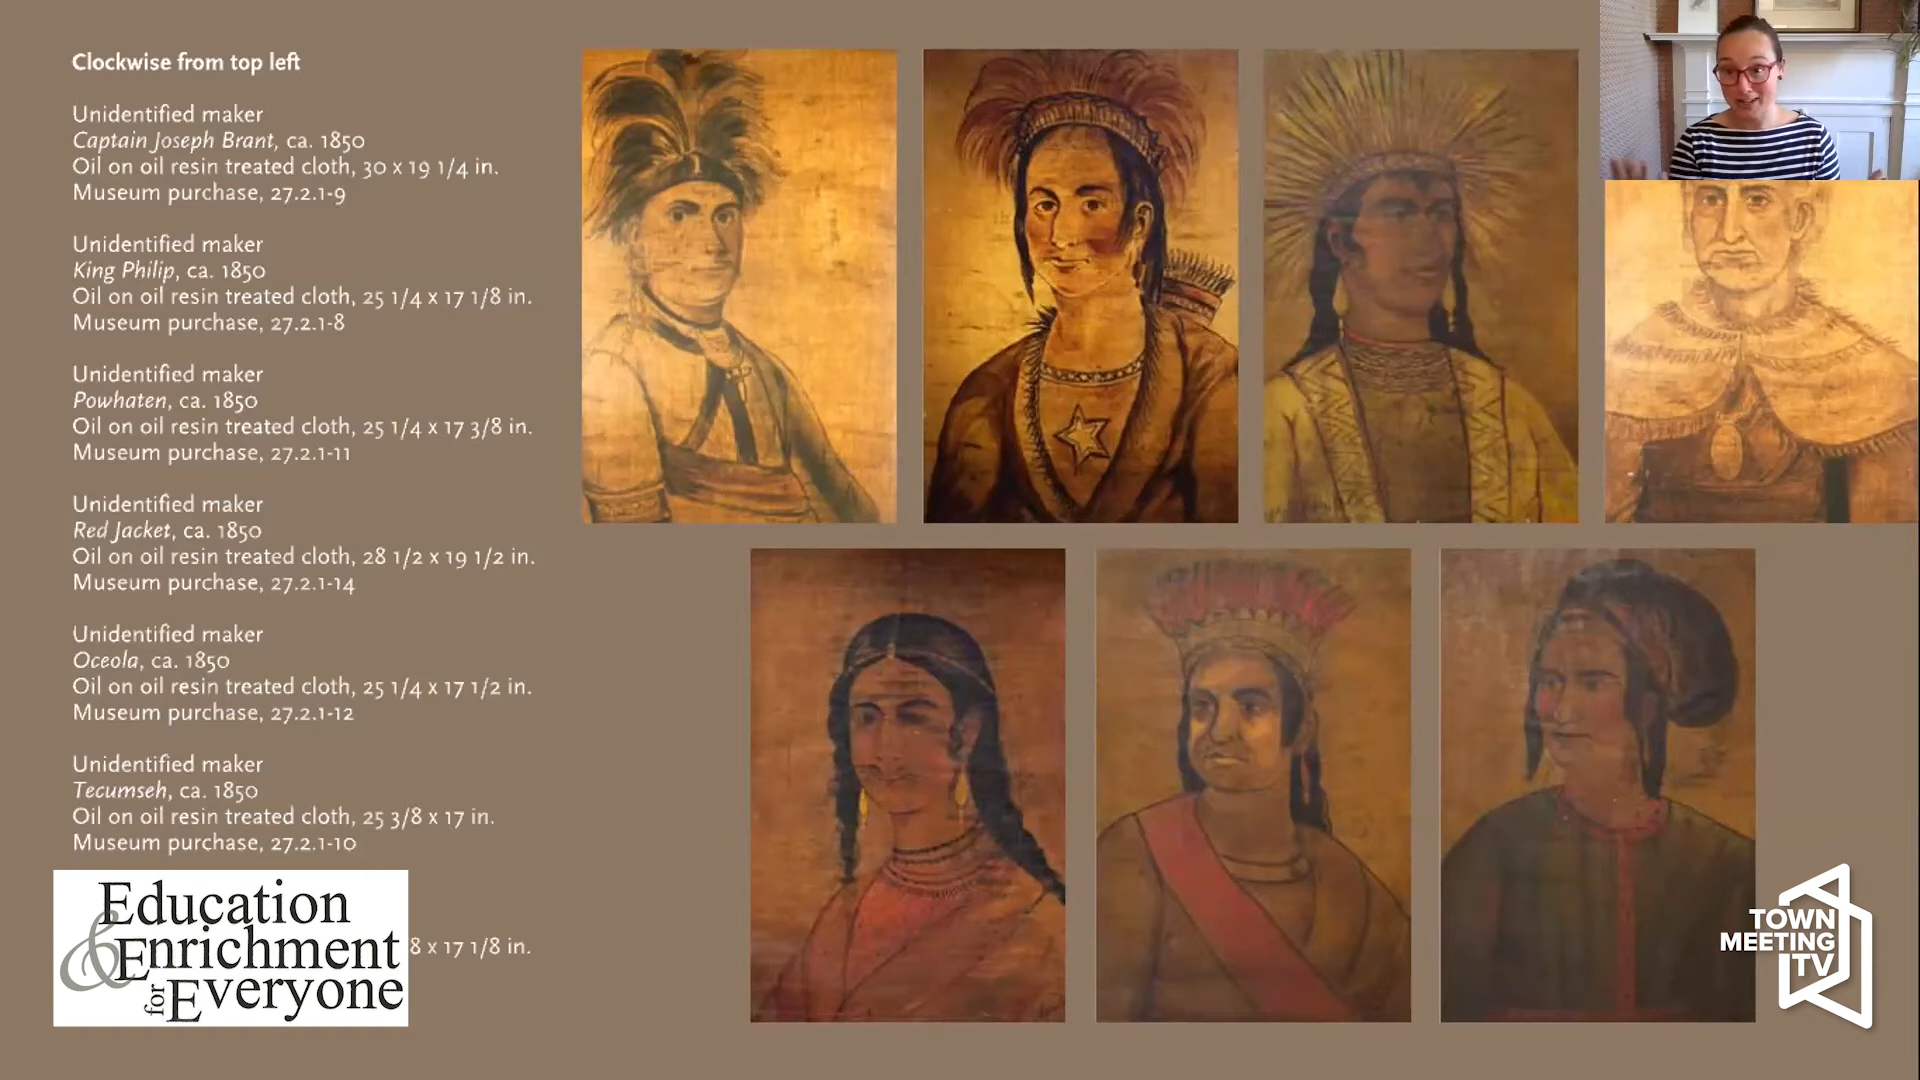 Clockwise from top left
Unidentified maker
Captain Joseph Brant, ca. 1850
Oil on oil resin treated cloth, 30 x 19 1/4 in.
Museum purchase, 27.2.1-9
Unidentified maker
King Philip, ca. 1850
Oil on oil resin treated cloth, 25 1/4 x 17 1/8 in.
Museum purchase, 27.2.1-8
Unidentified maker
Powhaten, ca. 1850
Oil on oil resin treated cloth, 25 1/4 x 17 3/8 in.
Museum purchase, 27.2.1-11
Unidentified maker
Red Jacket, ca. 1850
Oil on oil resin treated cloth, 28 1/2 x 19 1/2 in.
Museum purchase, 27.2.1-14
Unidentified maker
Oceola, ca. 1850
Oil on oil resin treated cloth, 25 1/4 x 17 1/2 in.
Museum purchase, 27.2.1-12
Unidentified maker
Tecumseh, ca. 1850
Oil on oil resin treated cloth, 25 3/8 x 17 in.
Museum purchase, 27.2.1-10
8 x 17 1/8 in.
Education
& Enrichment
for Everyone
TOWN
MEETING
TV